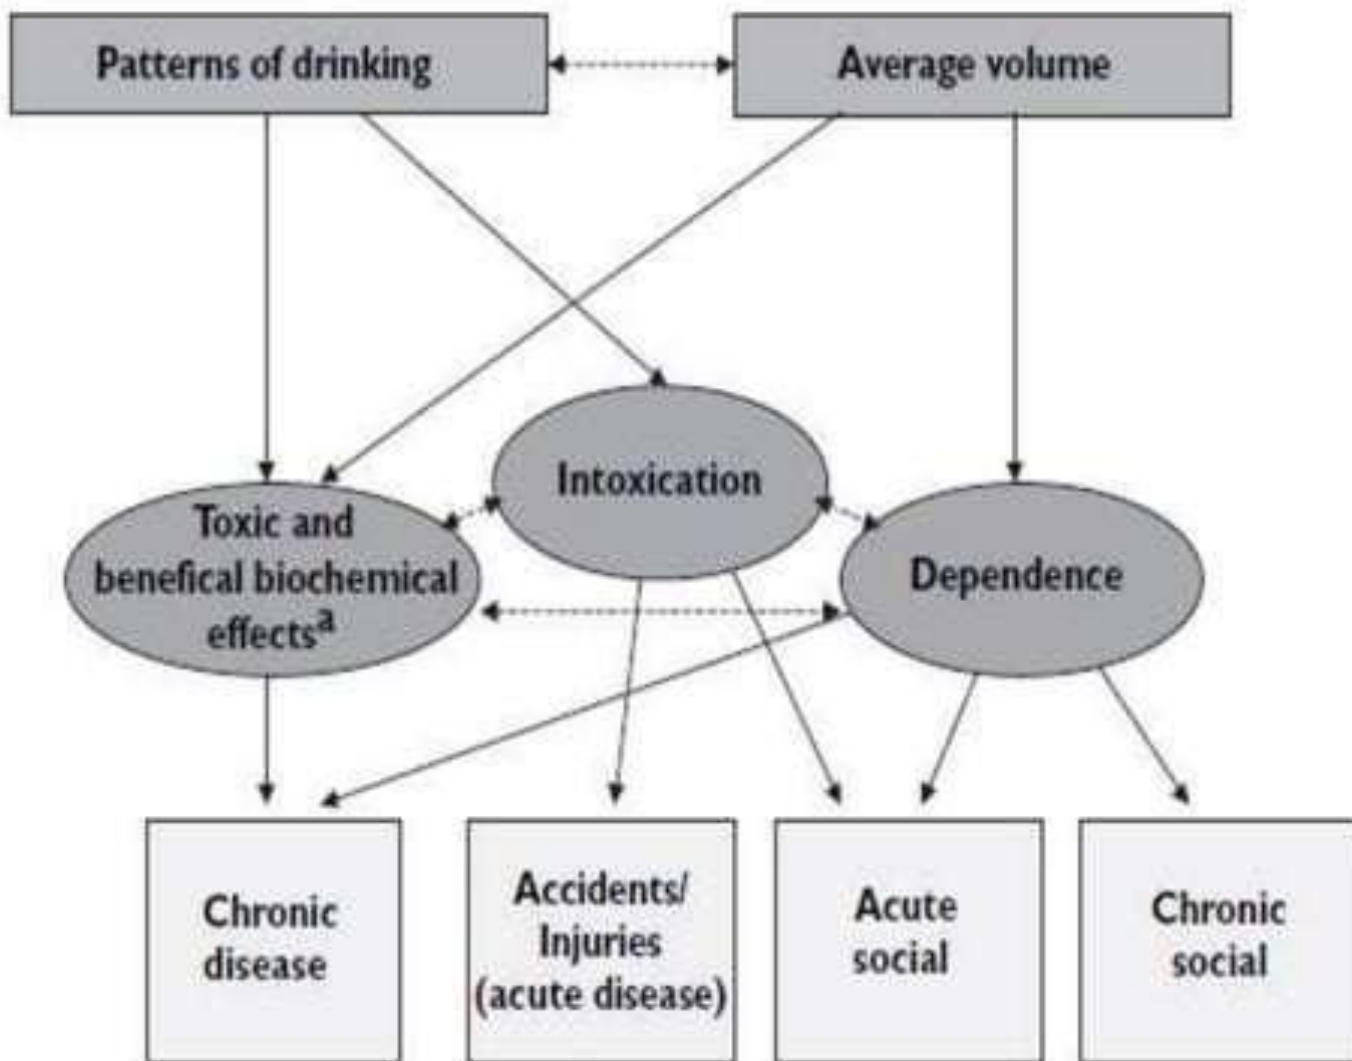 Patterns of drinking
Average volume
Intoxication
Toxic and
benefical biochemical
effectsa
Dependence
Chronic
disease
Accidents/
Injuries
(acute disease)
Acute
social
Chronic
social